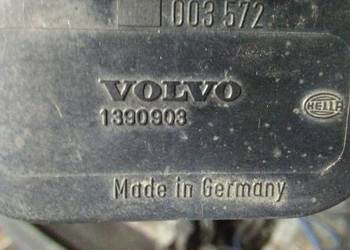 003 572
VOLVO
1390903
HELLA
Made in Germany